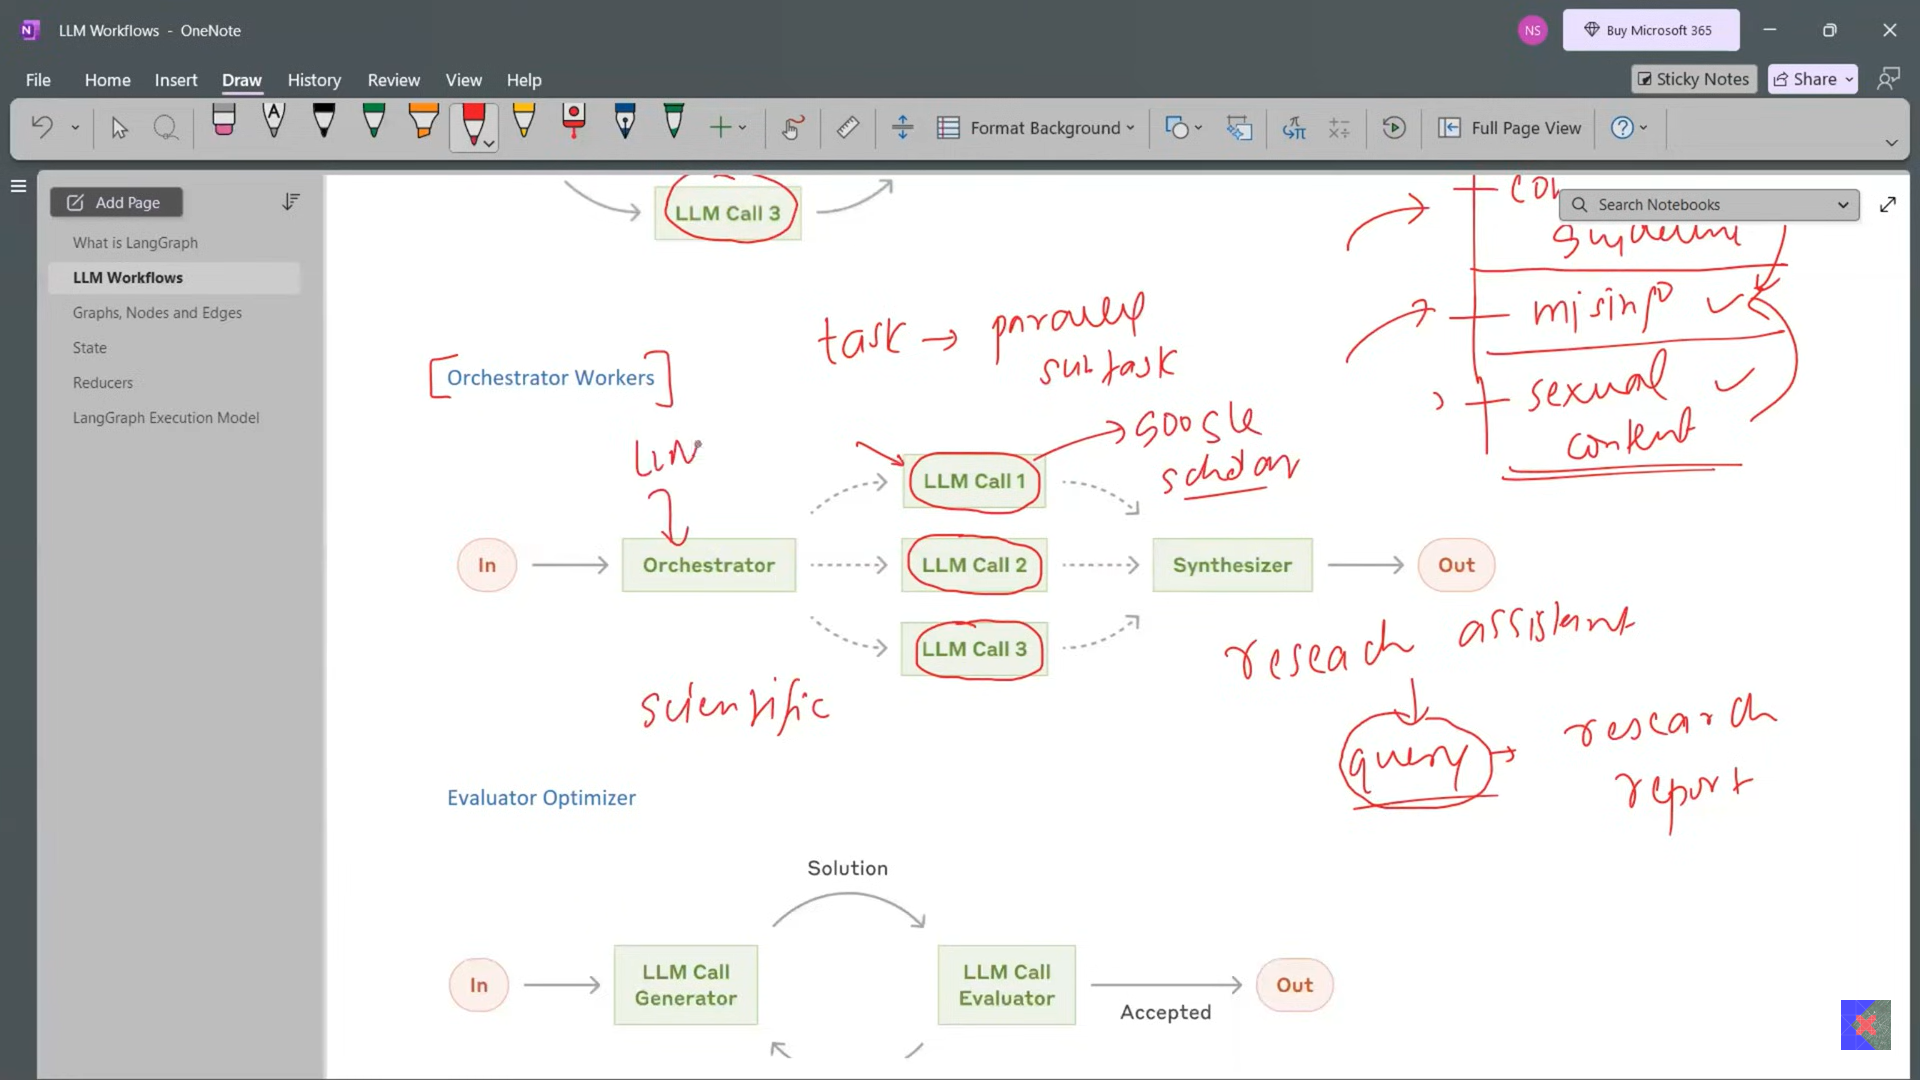 LLM Workflows - OneNote
NS
Buy Microsoft 365
File Home Insert Draw History Review View Help
Sticky Notes
Share
Format Background
Full Page View
Add Page
Search Notebooks
What is LangGraph
LLM Workflows
Graphs, Nodes and Edges
State
Reducers
LangGraph Execution Model
LLM Call 3
misinfo
sexual
content
task → parallel
subtask
Orchestrator Workers
LLM
Google
scholar
LLM Call 1
In
Orchestrator
LLM Call 2
Synthesizer
Out
LLM Call 3
scientific
reseach assistant
query → research
report
Evaluator Optimizer
Solution
In
LLM Call
Generator
LLM Call
Evaluator
Accepted
Out